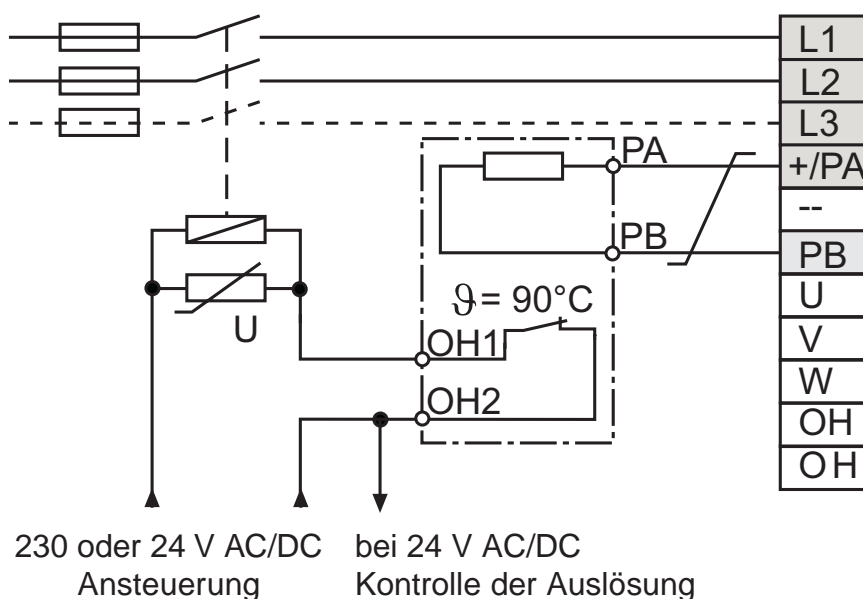 L1
L2
L3
+/PA
--
PB
U
V
W
OH
OH
PA
PB
ϑ= 90°C
U
OH1
OH2
230 oder 24 V AC/DC
Ansteuerung
bei 24 V AC/DC
Kontrolle der Auslösung